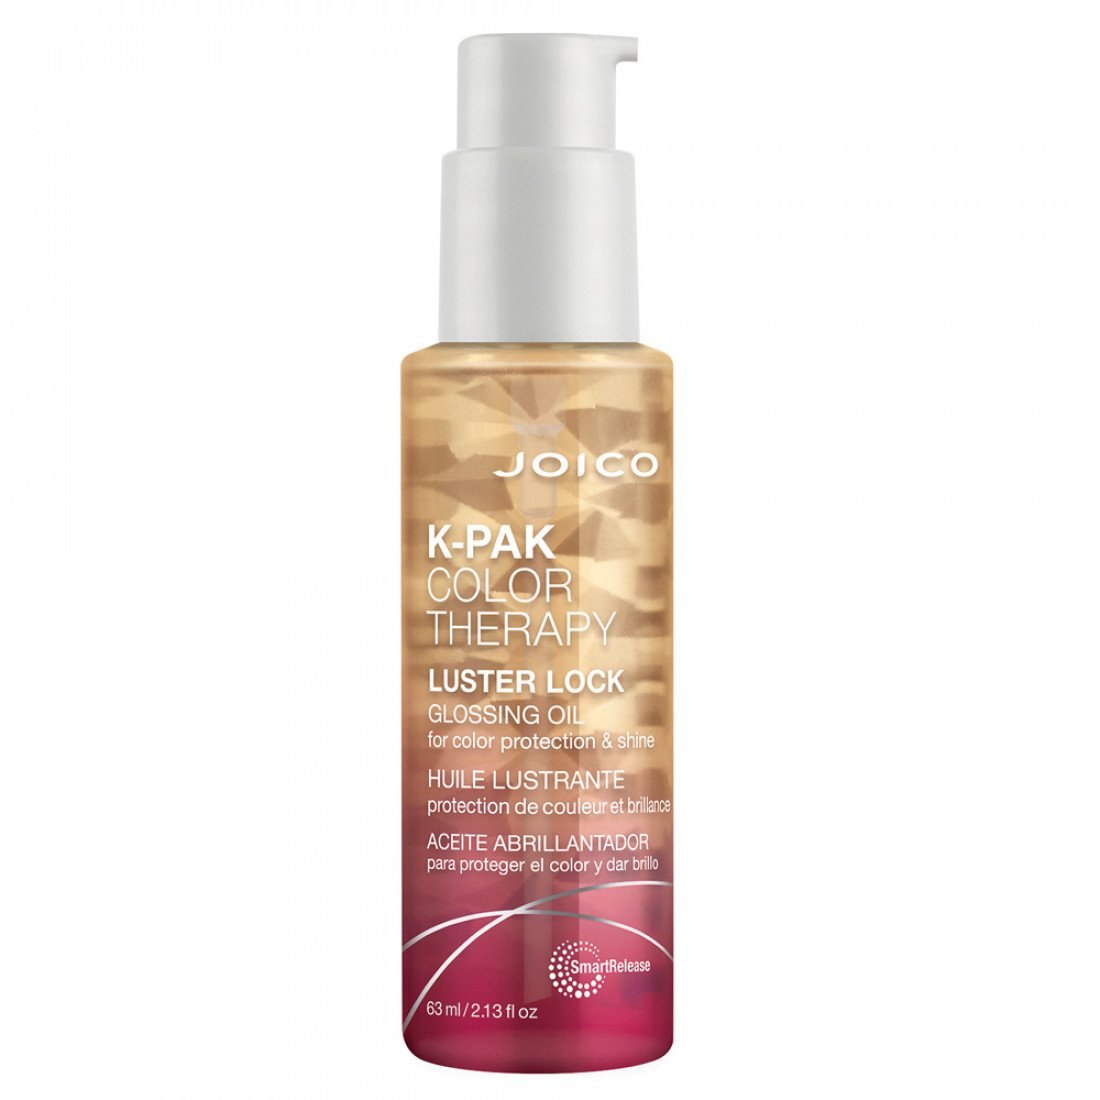 JOICO
K-PAK
COLOR
THERAPY
LUSTER LOCK
GLOSSING OIL
for color protection & shine
HUILE LUSTRANTE
protection de couleur et brillance
ACEITE ABRILLANTADOR
para proteger el color y dar brillo
SmartRelease
63 ml / 2.13 fl oz